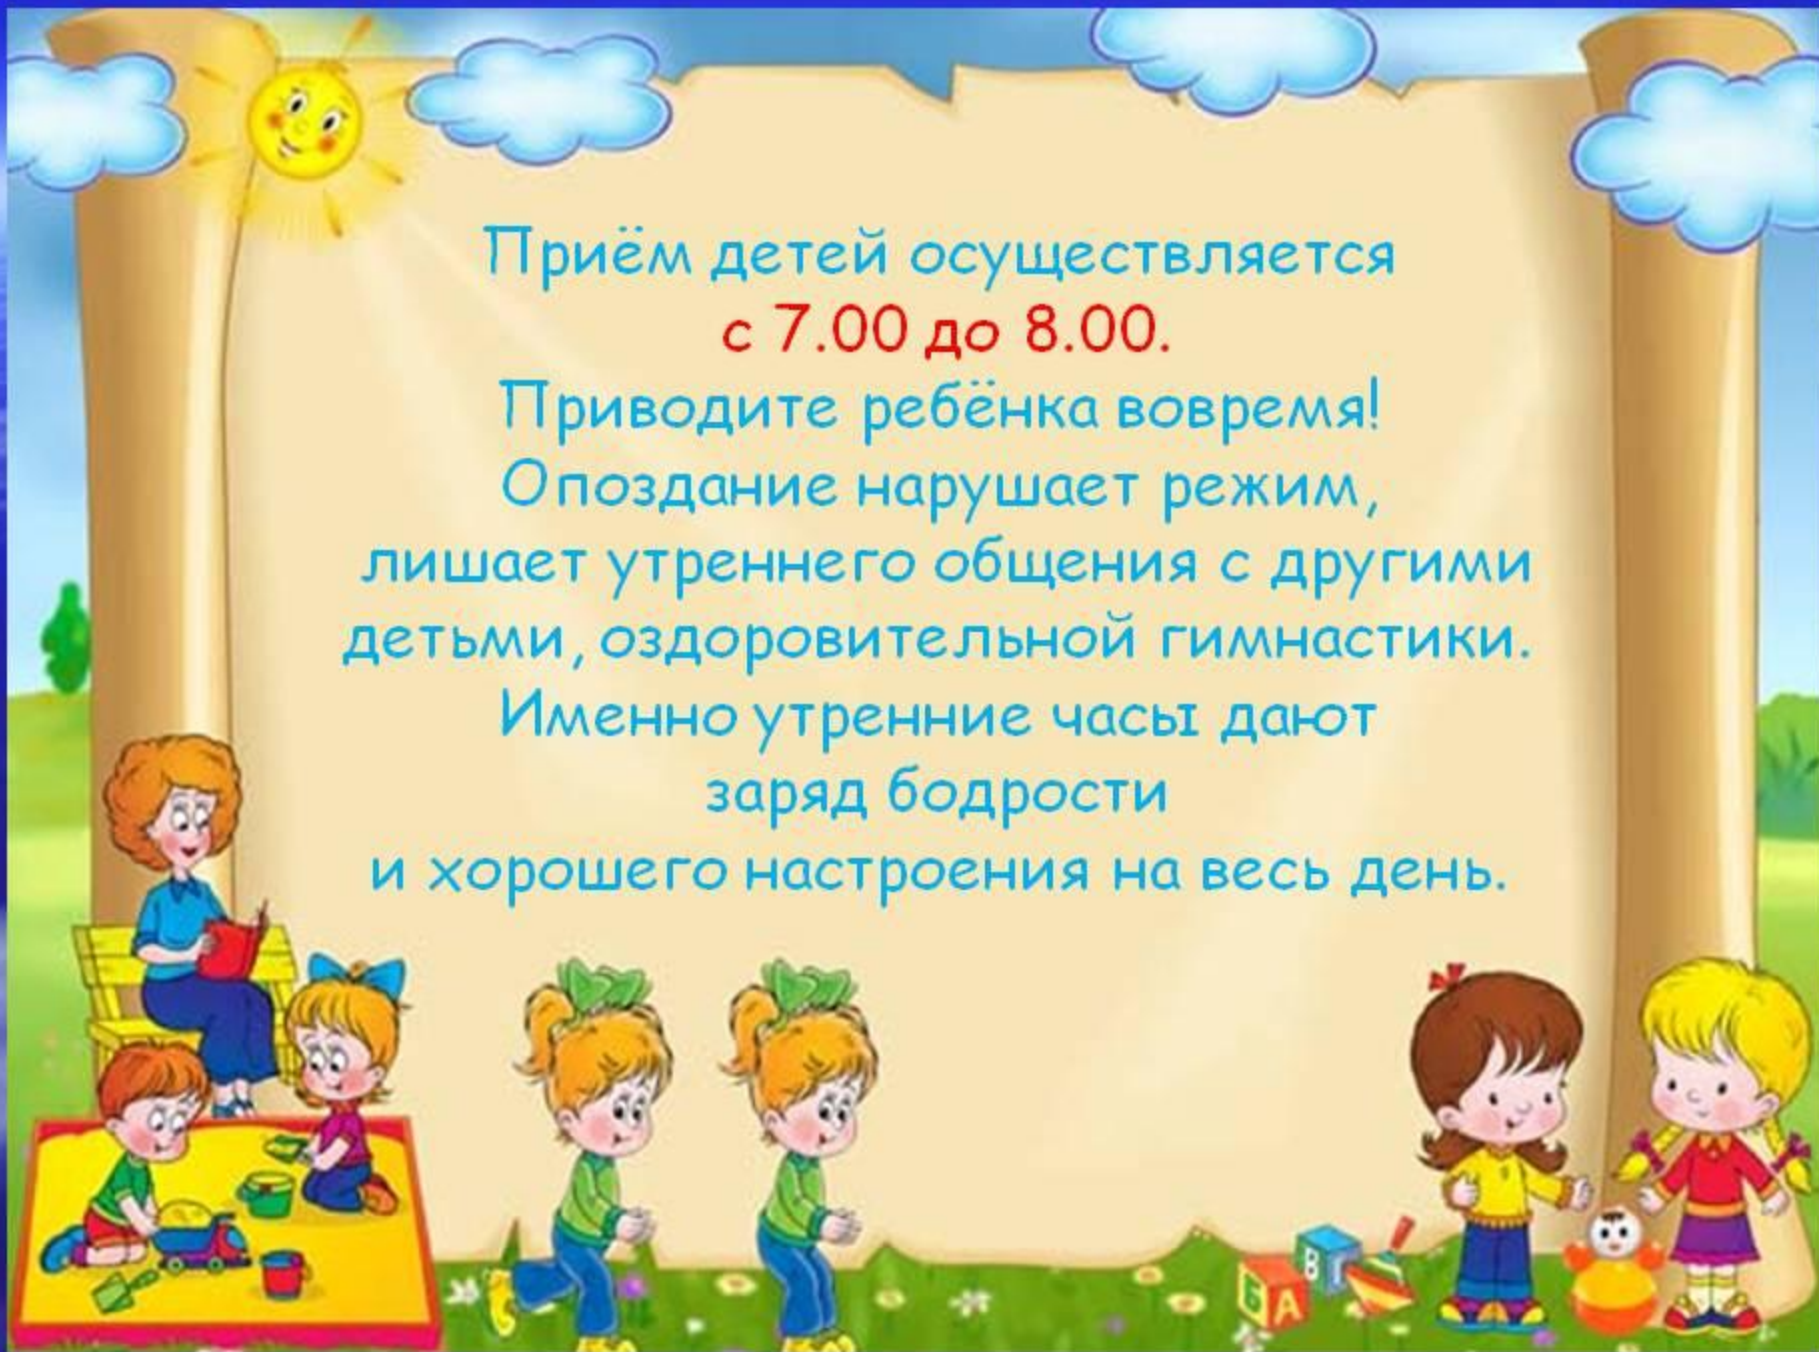 Приём детей осуществляется
с 7.00 до 8.00.
Приводите ребёнка вовремя!
Опоздание нарушает режим,
лишает утреннего общения с другими
детьми, оздоровительной гимнастики.
Именно утренние часы дают
заряд бодрости
и хорошего настроения на весь день.
В Г
Б А